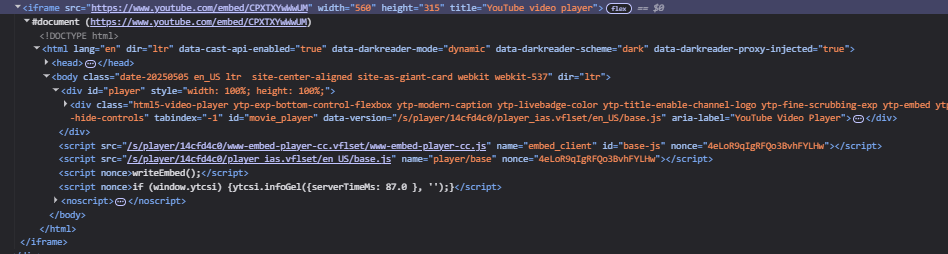 <iframe src="https://www.youtube.com/embed/CPXTXYwWwUM" width="560" height="315" title="YouTube video player"> flex == $0
#document (https://www.youtube.com/embed/CPXTXYwWwUM)
<!DOCTYPE html>
<html lang="en" dir="ltr" data-cast-api-enabled="true" data-darkreader-mode="dynamic" data-darkreader-scheme="dark" data-darkreader-proxy-injected="true">
<head>…</head>
<body class="date-20250505 en_US ltr  site-center-aligned site-as-giant-card webkit webkit-537" dir="ltr">
<div id="player" style="width: 100%; height: 100%;">
<div class="html5-video-player ytp-exp-bottom-control-flexbox ytp-modern-caption ytp-livebadge-color ytp-title-enable-channel-logo ytp-fine-scrubbing-exp ytp-embed yt
-hide-controls" tabindex="-1" id="movie_player" data-version="/s/player/14cfd4c0/player_ias.vflset/en_US/base.js" aria-label="YouTube Video Player">…</div>
</div>
<script src="/s/player/14cfd4c0/www-embed-player-cc.vflset/www-embed-player-cc.js" name="embed_client" id="base-js" nonce="4eLoR9qIgRFQo3BvhFYLHw"></script>
<script src="/s/player/14cfd4c0/player_ias.vflset/en_US/base.js" name="player/base" nonce="4eLoR9qIgRFQo3BvhFYLHw"></script>
<script nonce>writeEmbed();</script>
<script nonce>if (window.ytcsi) {ytcsi.infoGel({serverTimeMs: 87.0 }, '');}</script>
<noscript>…</noscript>
</body>
</html>
</iframe>